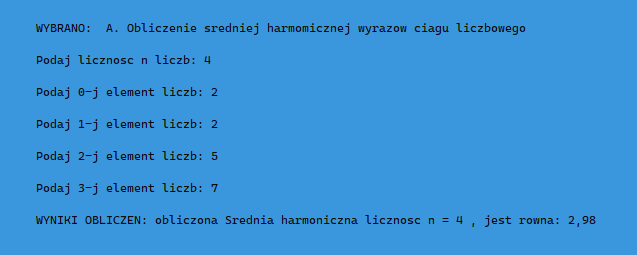 WYBRANO:  A. Obliczenie sredniej harmomicznej wyrazow ciagu liczbowego
Podaj licznosc n liczb: 4
Podaj 0-j element liczb: 2
Podaj 1-j element liczb: 2
Podaj 2-j element liczb: 5
Podaj 3-j element liczb: 7
WYNIKI OBLICZEN: obliczona Srednia harmoniczna licznosc n = 4 , jest rowna: 2,98